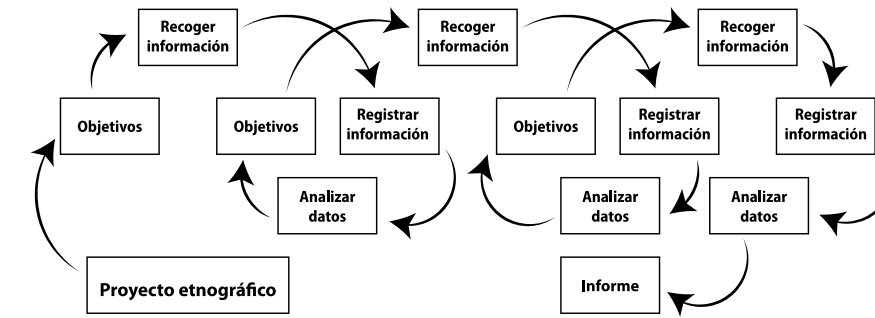 Recoger
información
Recoger
información
Recoger
información
Objetivos
Objetivos
Registrar
información
Objetivos
Registrar
información
Registrar
información
Analizar
datos
Analizar
datos
Analizar
datos
Proyecto etnográfico
Informe